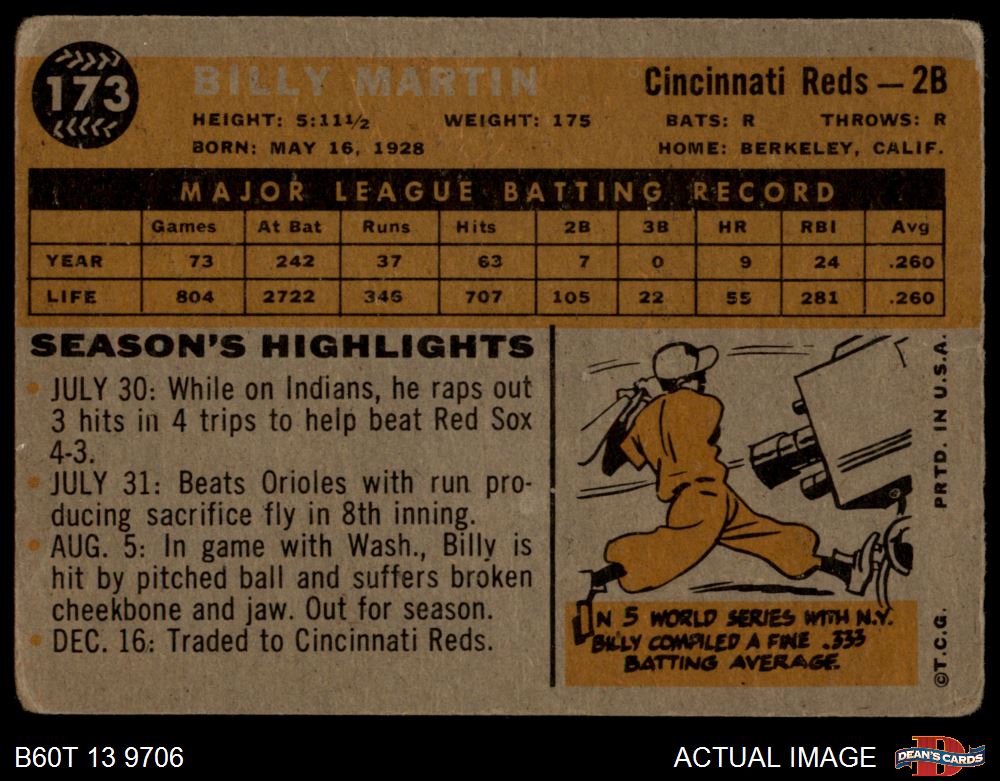 173
BILLY MARTIN
Cincinnati Reds — 2B
HEIGHT: 5:11½ WEIGHT: 175 BATS: R THROWS: R
BORN: MAY 16, 1928 HOME: BERKELEY, CALIF.
MAJOR LEAGUE BATTING RECORD
Games At Bat Runs Hits 2B 3B HR RBI Avg
YEAR 73 242 37 63 7 0 9 24 .260
LIFE 804 2722 346 707 105 22 55 281 .260
SEASON'S HIGHLIGHTS
• JULY 30: While on Indians, he raps out
3 hits in 4 trips to help beat Red Sox
4-3.
• JULY 31: Beats Orioles with run pro-
ducing sacrifice fly in 8th inning.
• AUG. 5: In game with Wash., Billy is
hit by pitched ball and suffers broken
cheekbone and jaw. Out for season.
• DEC. 16: Traded to Cincinnati Reds.
IN 5 WORLD SERIES WITH N.Y.
BILLY COMPILED A FINE .333
BATTING AVERAGE.
©T.C.G. PRTD. IN U.S.A.
B60T 13 9706
ACTUAL IMAGE
D
DEAN'S CARDS